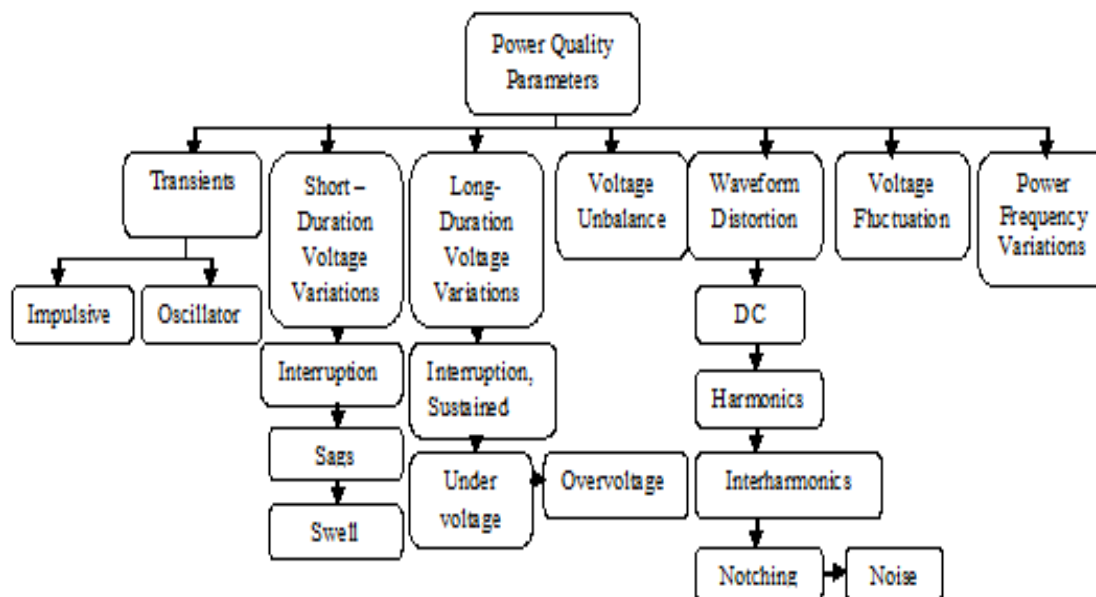 Power Quality
Parameters
Transients
Short –
Duration
Voltage
Variations
Long-
Duration
Voltage
Variations
Voltage
Unbalance
Waveform
Distortion
Voltage
Fluctuation
Power
Frequency
Variations
Impulsive
Oscillator
DC
Interruption
Interruption,
Sustained
Harmonics
Sags
Under
voltage
Overvoltage
Interharmonics
Swell
Notching
Noise